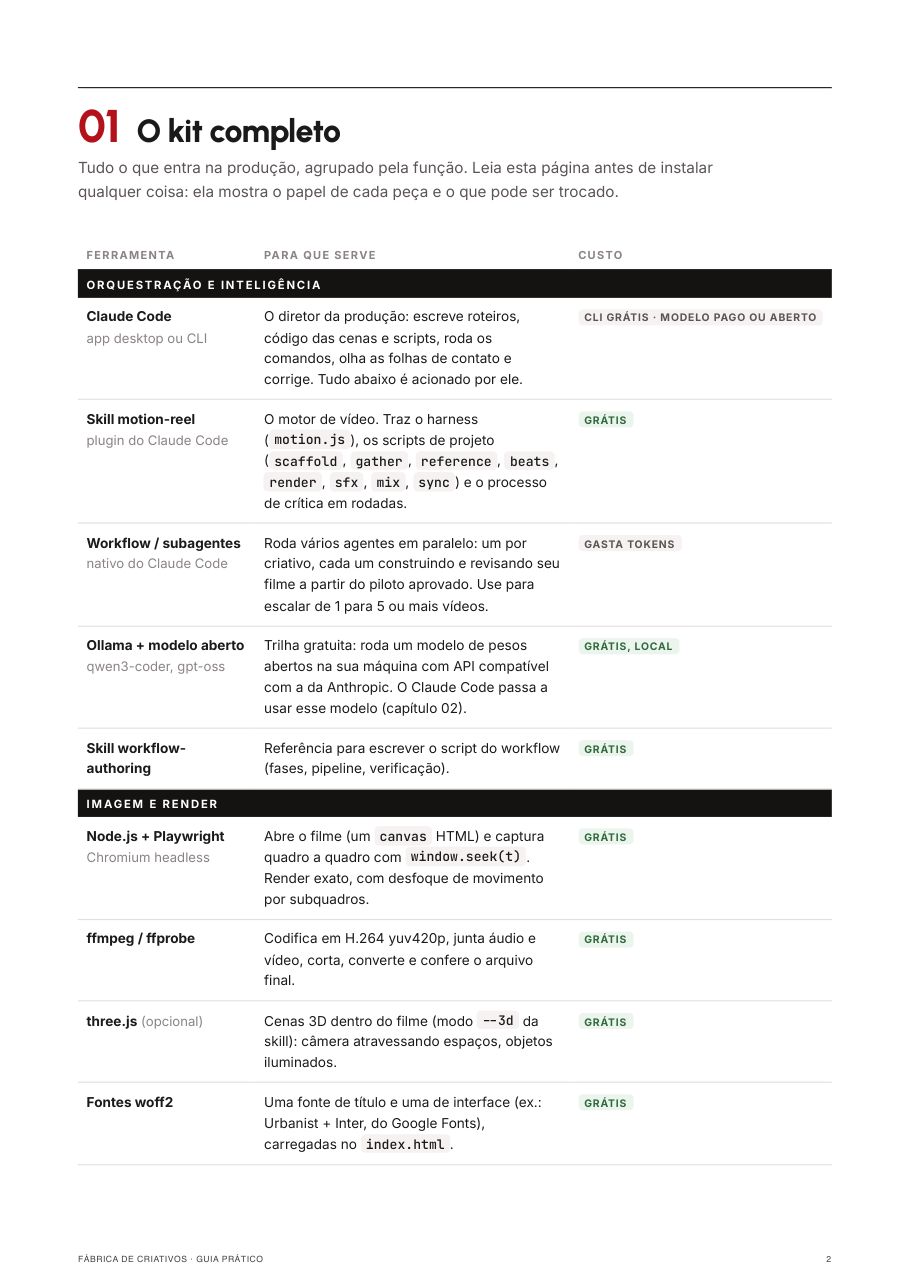 01 O kit completo
Tudo o que entra na produção, agrupado pela função. Leia esta página antes de instalar
qualquer coisa: ela mostra o papel de cada peça e o que pode ser trocado.
FERRAMENTA PARA QUE SERVE CUSTO
ORQUESTRAÇÃO E INTELIGÊNCIA
Claude Code
app desktop ou CLI
O diretor da produção: escreve roteiros,
código das cenas e scripts, roda os
comandos, olha as folhas de contato e
corrige. Tudo abaixo é acionado por ele.
CLI GRÁTIS · MODELO PAGO OU ABERTO
Skill motion-reel
plugin do Claude Code
O motor de vídeo. Traz o harness
( motion.js ), os scripts de projeto
( scaffold , gather , reference , beats ,
render , sfx , mix , sync ) e o processo
de crítica em rodadas.
GRÁTIS
Workflow / subagentes
nativo do Claude Code
Roda vários agentes em paralelo: um por
criativo, cada um construindo e revisando seu
filme a partir do piloto aprovado. Use para
escalar de 1 para 5 ou mais vídeos.
GASTA TOKENS
Ollama + modelo aberto
qwen3-coder, gpt-oss
Trilha gratuita: roda um modelo de pesos
abertos na sua máquina com API compatível
com a da Anthropic. O Claude Code passa a
usar esse modelo (capítulo 02).
GRÁTIS, LOCAL
Skill workflow-
authoring
Referência para escrever o script do workflow
(fases, pipeline, verificação).
GRÁTIS
IMAGEM E RENDER
Node.js + Playwright
Chromium headless
Abre o filme (um canvas HTML) e captura
quadro a quadro com window.seek(t) .
Render exato, com desfoque de movimento
por subquadros.
GRÁTIS
ffmpeg / ffprobe
Codifica em H.264 yuv420p, junta áudio e
vídeo, corta, converte e confere o arquivo
final.
GRÁTIS
three.js (opcional)
Cenas 3D dentro do filme (modo --3d da
skill): câmera atravessando espaços, objetos
iluminados.
GRÁTIS
Fontes woff2
Uma fonte de título e uma de interface (ex.:
Urbanist + Inter, do Google Fonts),
carregadas no index.html .
GRÁTIS
FÁBRICA DE CRIATIVOS · GUIA PRÁTICO 2